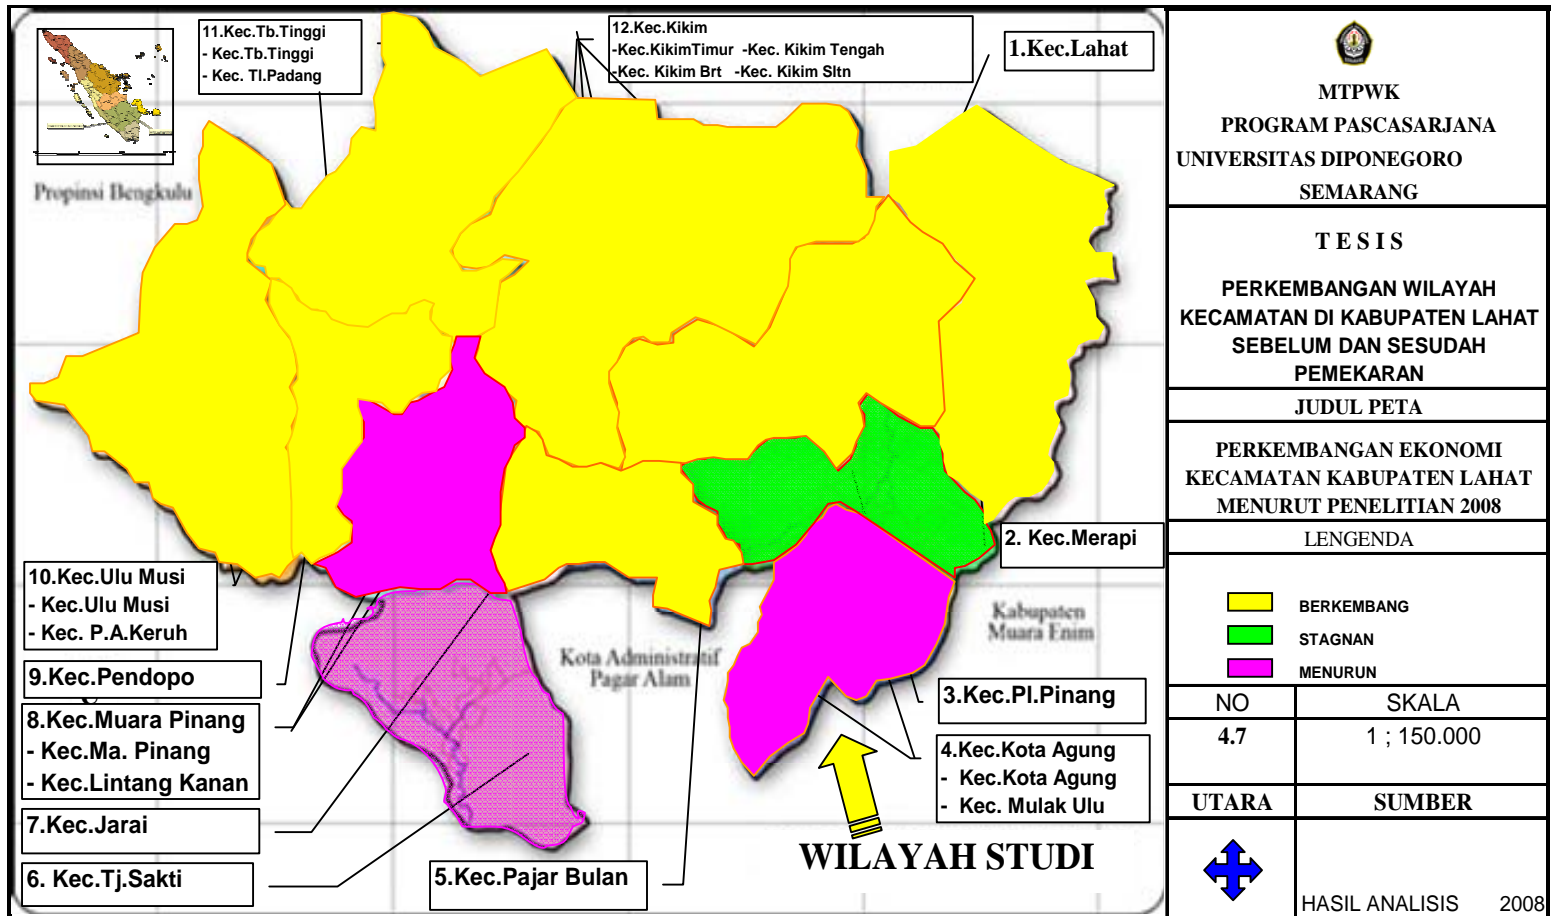 11.Kec.Tb.Tinggi
- Kec.Tb.Tinggi
- Kec. Tl.Padang
12.Kec.Kikim
-Kec.KikimTimur -Kec. Kikim Tengah
-Kec. Kikim Brt -Kec. Kikim Sltn
1.Kec.Lahat
Propinsi Bengkulu
2. Kec.Merapi
Kabupaten
Muara Enim
Kota Administratif
Pagar Alam
10.Kec.Ulu Musi
- Kec.Ulu Musi
- Kec. P.A.Keruh
9.Kec.Pendopo
8.Kec.Muara Pinang
- Kec.Ma. Pinang
- Kec.Lintang Kanan
7.Kec.Jarai
6. Kec.Tj.Sakti
5.Kec.Pajar Bulan
3.Kec.Pl.Pinang
4.Kec.Kota Agung
- Kec.Kota Agung
- Kec. Mulak Ulu
WILAYAH STUDI
MTPWK
PROGRAM PASCASARJANA
UNIVERSITAS DIPONEGORO
SEMARANG
T E S I S
PERKEMBANGAN WILAYAH
KECAMATAN DI KABUPATEN LAHAT
SEBELUM DAN SESUDAH
PEMEKARAN
JUDUL PETA
PERKEMBANGAN EKONOMI
KECAMATAN KABUPATEN LAHAT
MENURUT PENELITIAN 2008
LENGENDA
BERKEMBANG
STAGNAN
MENURUN
NO SKALA
4.7 1 ; 150.000
UTARA SUMBER
HASIL ANALISIS 2008